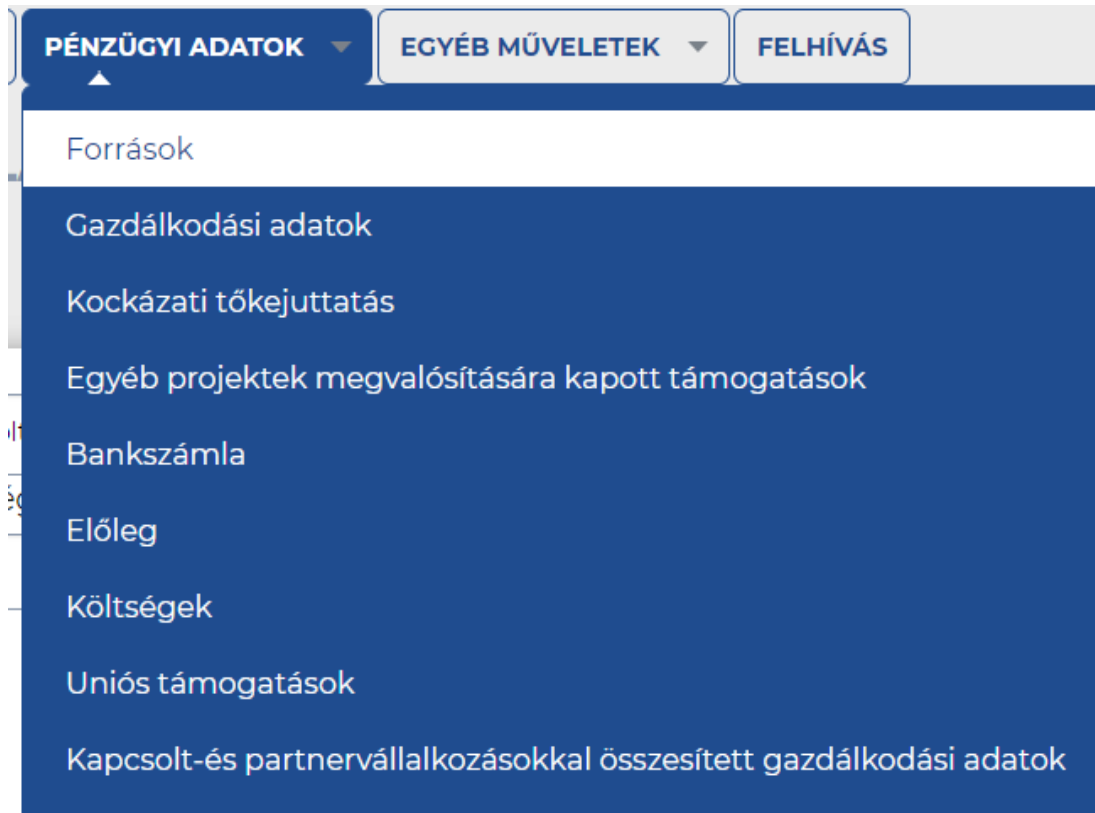 PÉNZÜGYI ADATOK
EGYÉB MŰVELETEK
FELHÍVÁS
Források
Gazdálkodási adatok
Kockázati tőkejuttatás
Egyéb projektek megvalósítására kapott támogatások
Bankszámla
Előleg
Költségek
Uniós támogatások
Kapcsolt-és partnervállalkozásokkal összesített gazdálkodási adatok